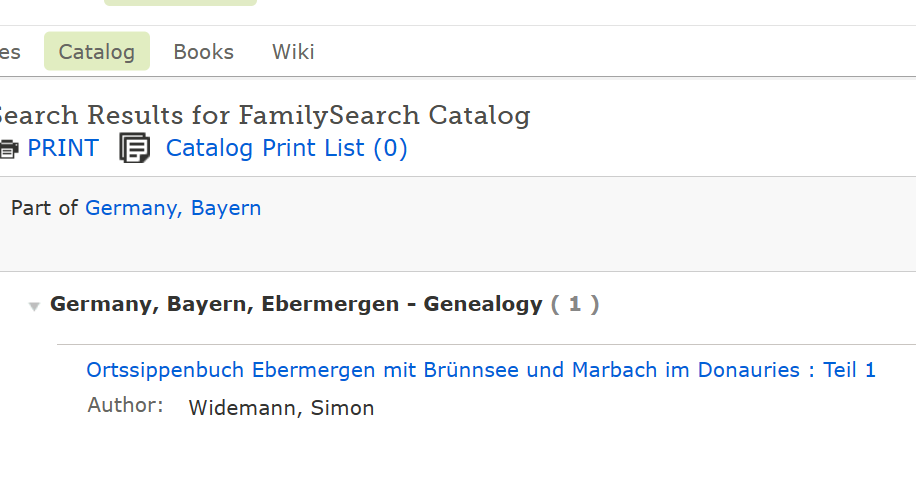 es Catalog Books Wiki
Search Results for FamilySearch Catalog
PRINT Catalog Print List (0)
Part of Germany, Bayern
Germany, Bayern, Ebermergen - Genealogy ( 1 )
Ortssippenbuch Ebermergen mit Brünnsee und Marbach im Donauries : Teil 1
Author: Widemann, Simon